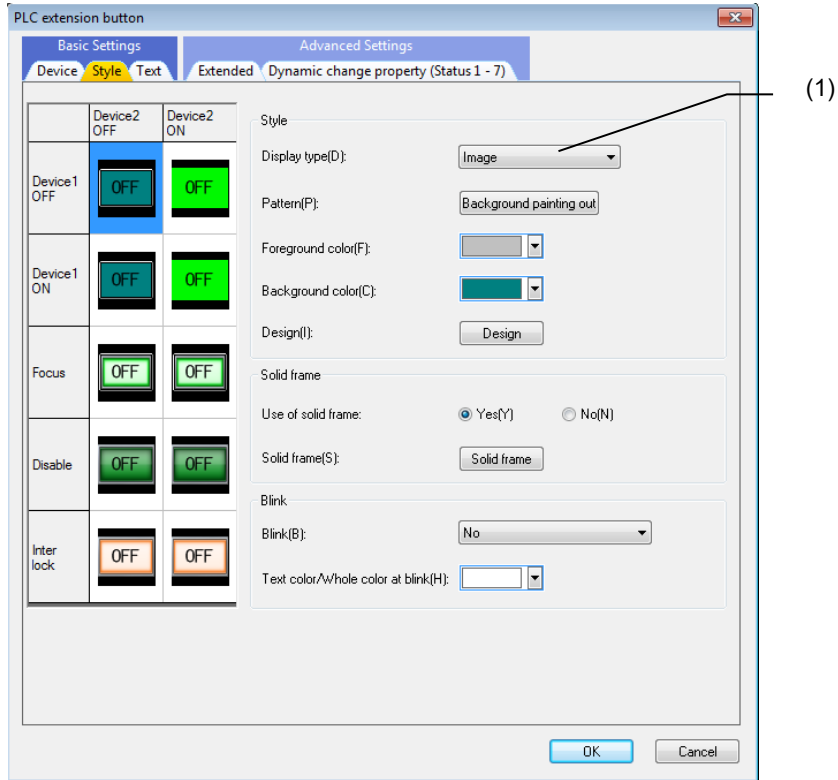 PLC extension button
Basic Settings
Advanced Settings
Device Style Text Extended Dynamic change property (Status 1 - 7)
(1)
Device2 OFF
Device2 ON
Device1 OFF
OFF OFF
Device1 ON
OFF OFF
Focus
OFF OFF
Disable
OFF OFF
Inter lock
OFF OFF
Style
Display type(D): Image
Pattern(P): Background painting out
Foreground color(F):
Background color(C):
Design(I): Design
Solid frame
Use of solid frame: Yes(Y) No(N)
Solid frame(S): Solid frame
Blink
Blink(B): No
Text color/Whole color at blink(H):
OK Cancel